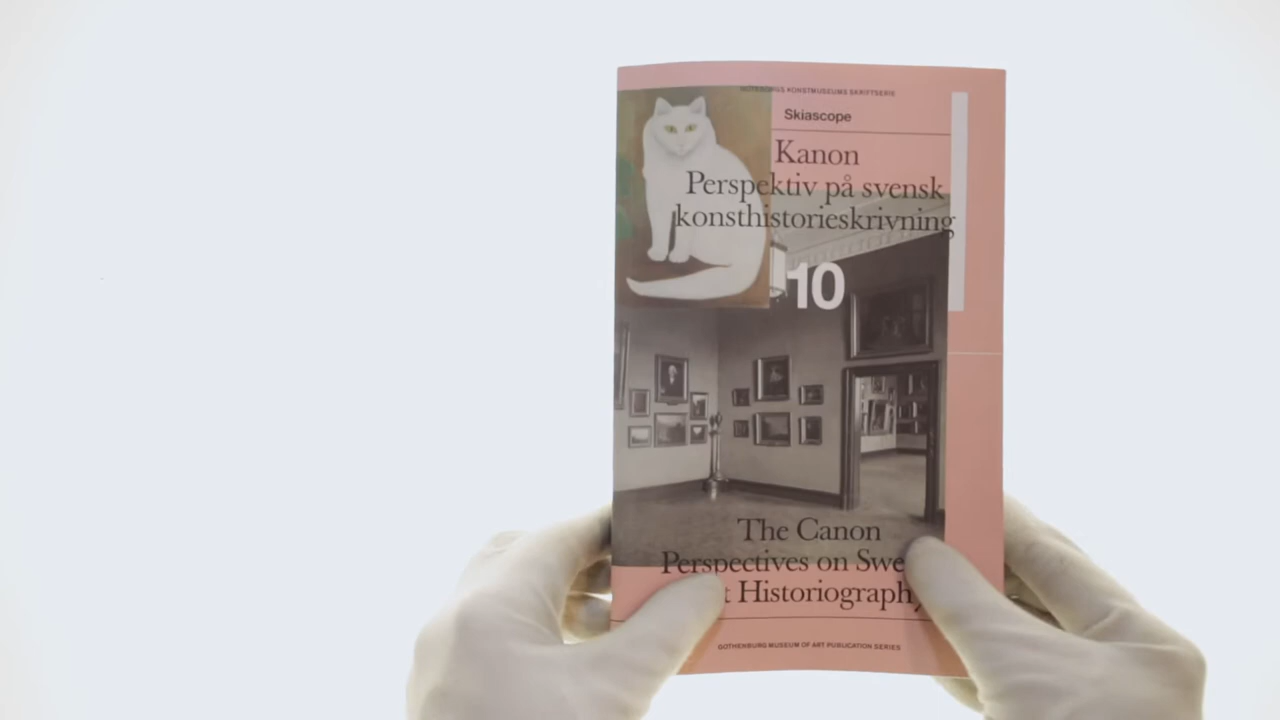 GÖTEBORGS KONSTMUSEUMS SKRIFTSERIE
Skiascope
Kanon
Perspektiv på svensk
konsthistorieskrivning
10
The Canon
Perspectives on Swe
t Historiography
GOTHENBURG MUSEUM OF ART PUBLICATION SERIES